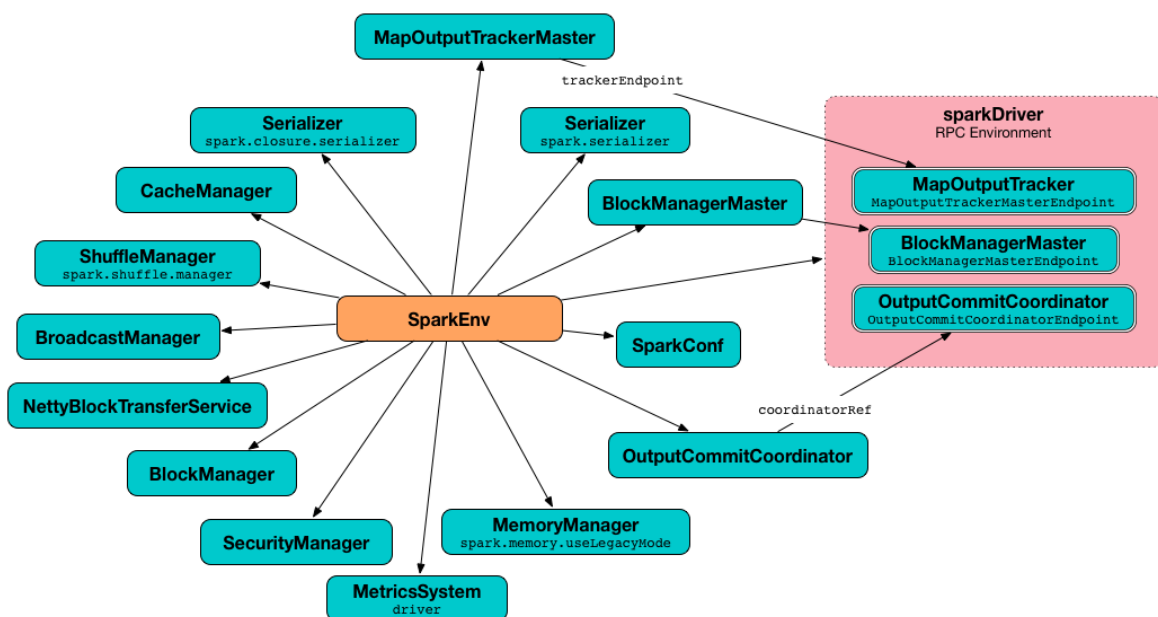 MapOutputTrackerMaster
trackerEndpoint
sparkDriver
RPC Environment
Serializer
spark.closure.serializer
Serializer
spark.serializer
MapOutputTracker
MapOutputTrackerMasterEndpoint
CacheManager
BlockManagerMaster
BlockManagerMaster
BlockManagerMasterEndpoint
ShuffleManager
spark.shuffle.manager
OutputCommitCoordinator
OutputCommitCoordinatorEndpoint
SparkEnv
BroadcastManager
SparkConf
NettyBlockTransferService
coordinatorRef
OutputCommitCoordinator
BlockManager
SecurityManager
MemoryManager
spark.memory.useLegacyMode
MetricsSystem
driver